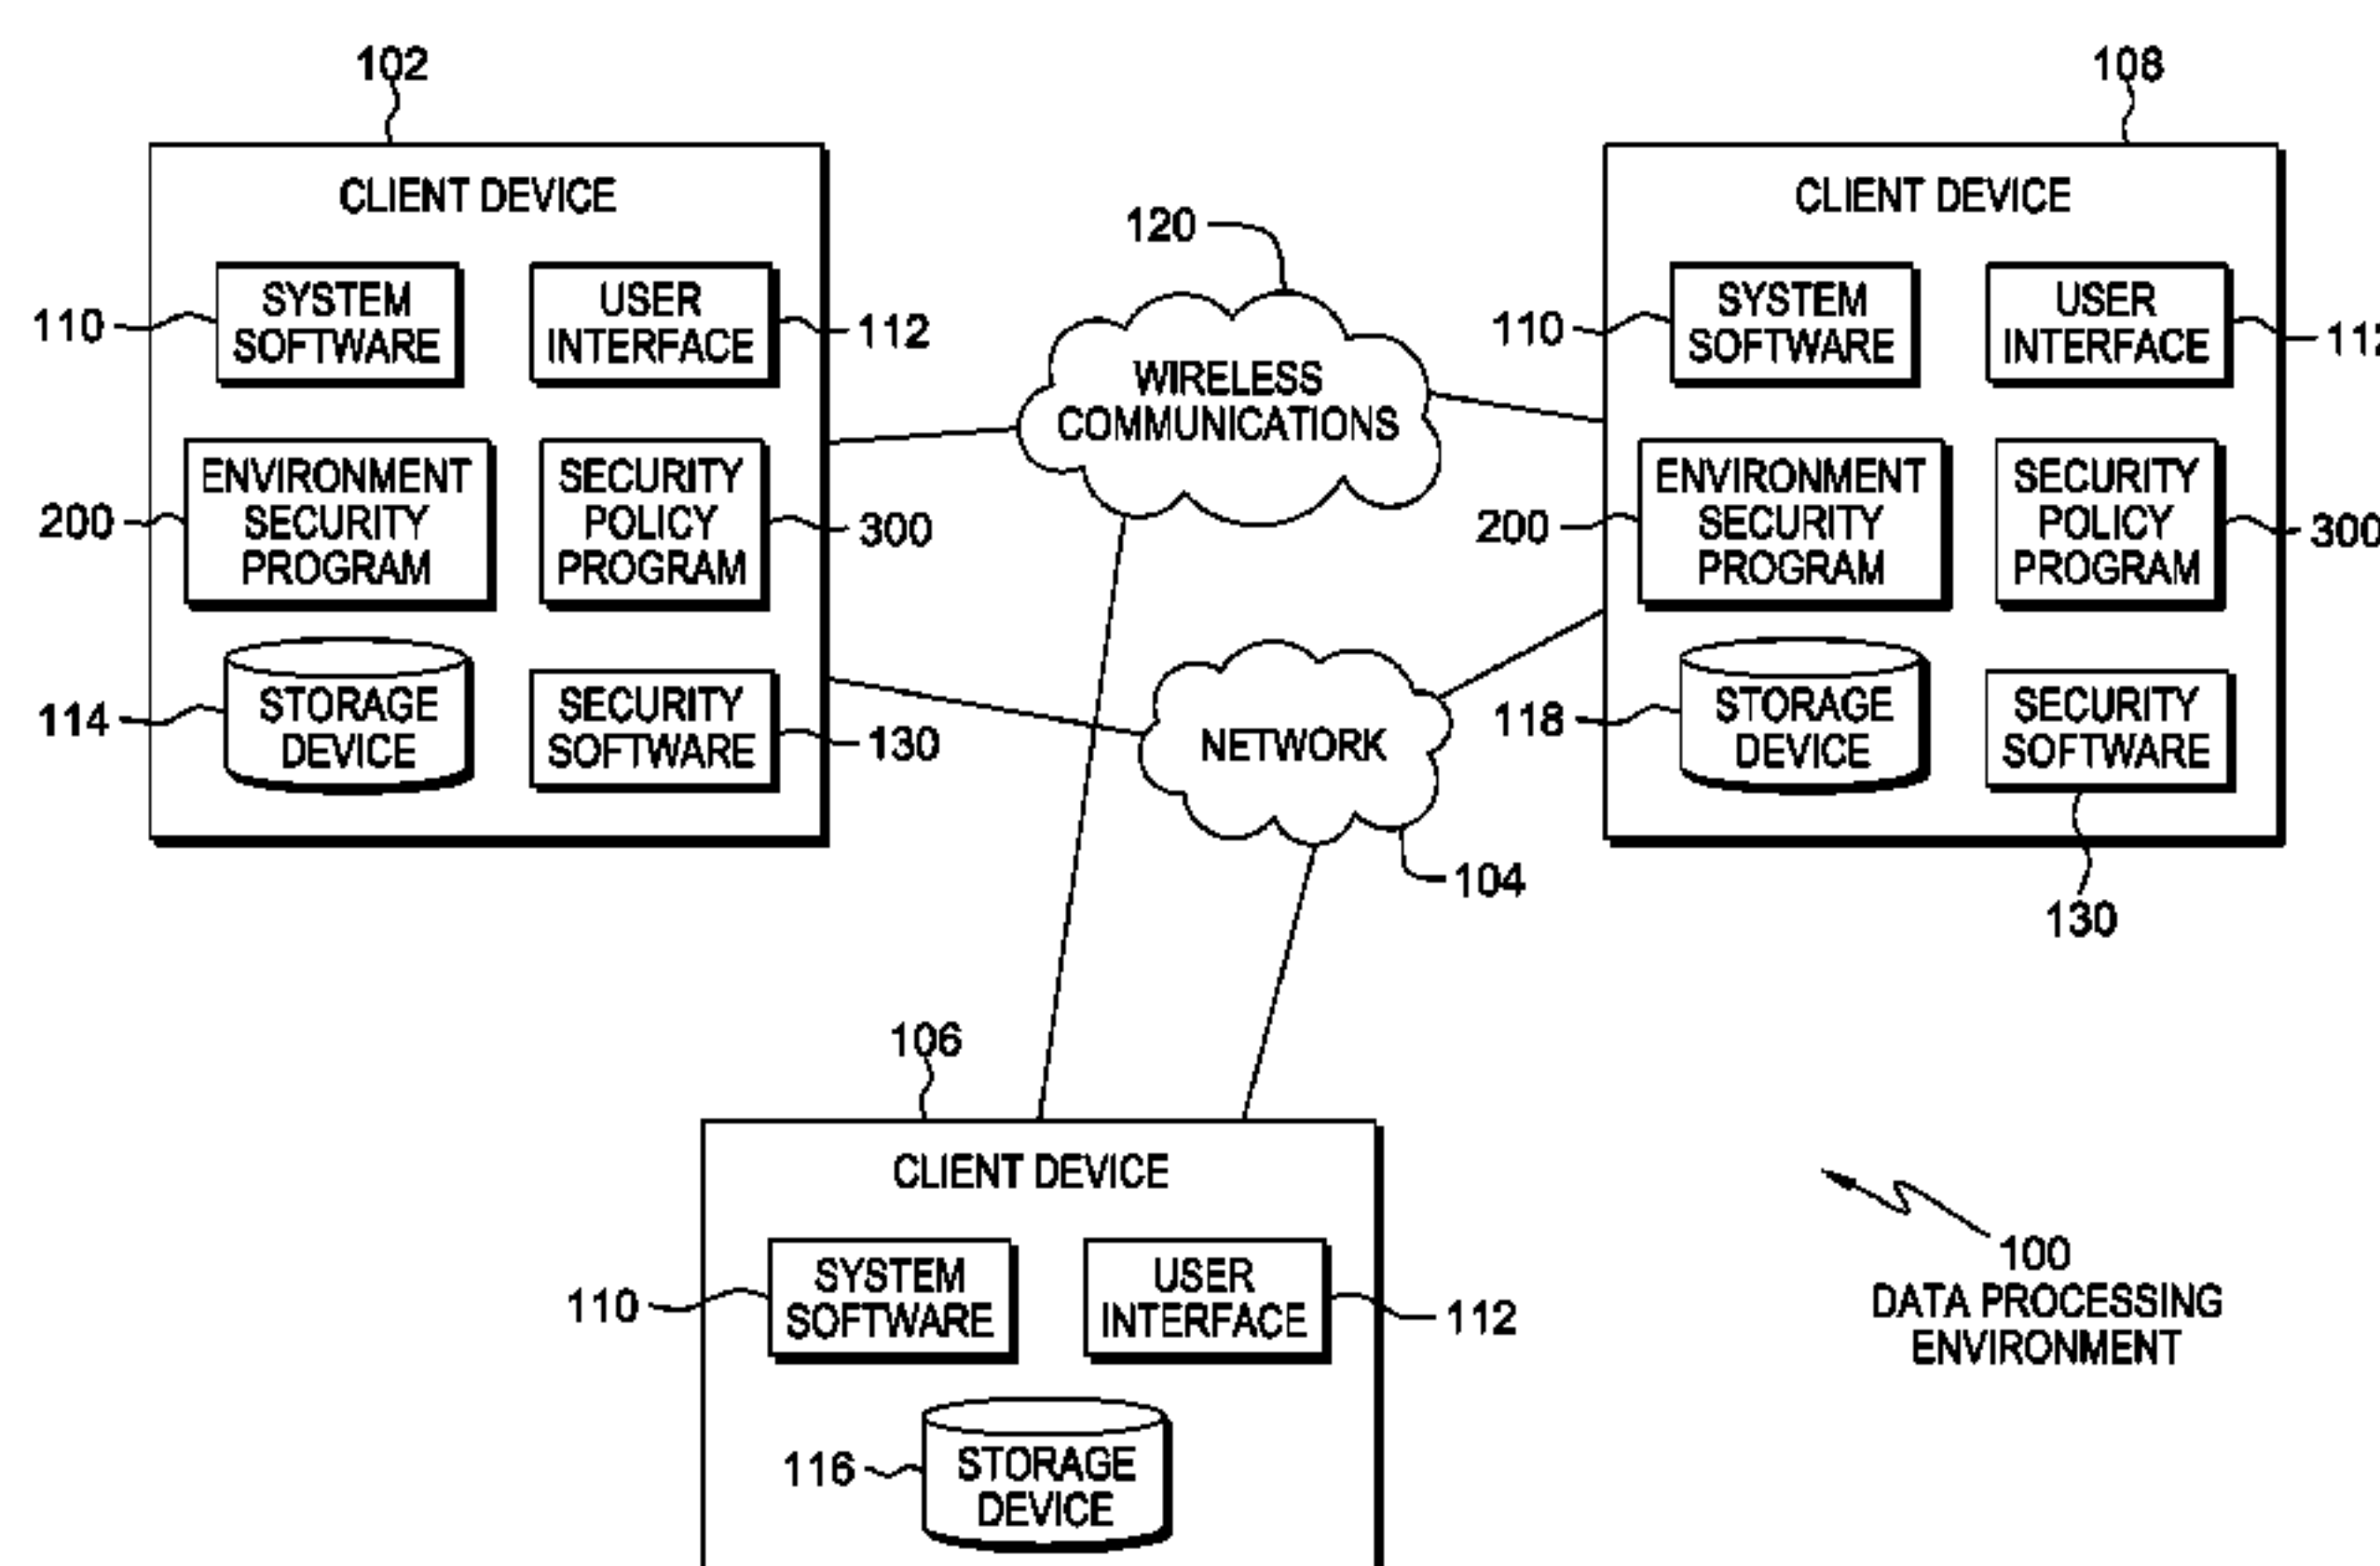 102
CLIENT DEVICE
110
SYSTEM
SOFTWARE
USER
INTERFACE
112
200
ENVIRONMENT
SECURITY
PROGRAM
SECURITY
POLICY
PROGRAM
300
114
STORAGE
DEVICE
SECURITY
SOFTWARE
130
120
WIRELESS
COMMUNICATIONS
NETWORK
104
108
CLIENT DEVICE
110
SYSTEM
SOFTWARE
USER
INTERFACE
200
ENVIRONMENT
SECURITY
PROGRAM
SECURITY
POLICY
PROGRAM
300
118
STORAGE
DEVICE
SECURITY
SOFTWARE
130
106
CLIENT DEVICE
110
SYSTEM
SOFTWARE
USER
INTERFACE
112
116
STORAGE
DEVICE
100
DATA PROCESSING
ENVIRONMENT